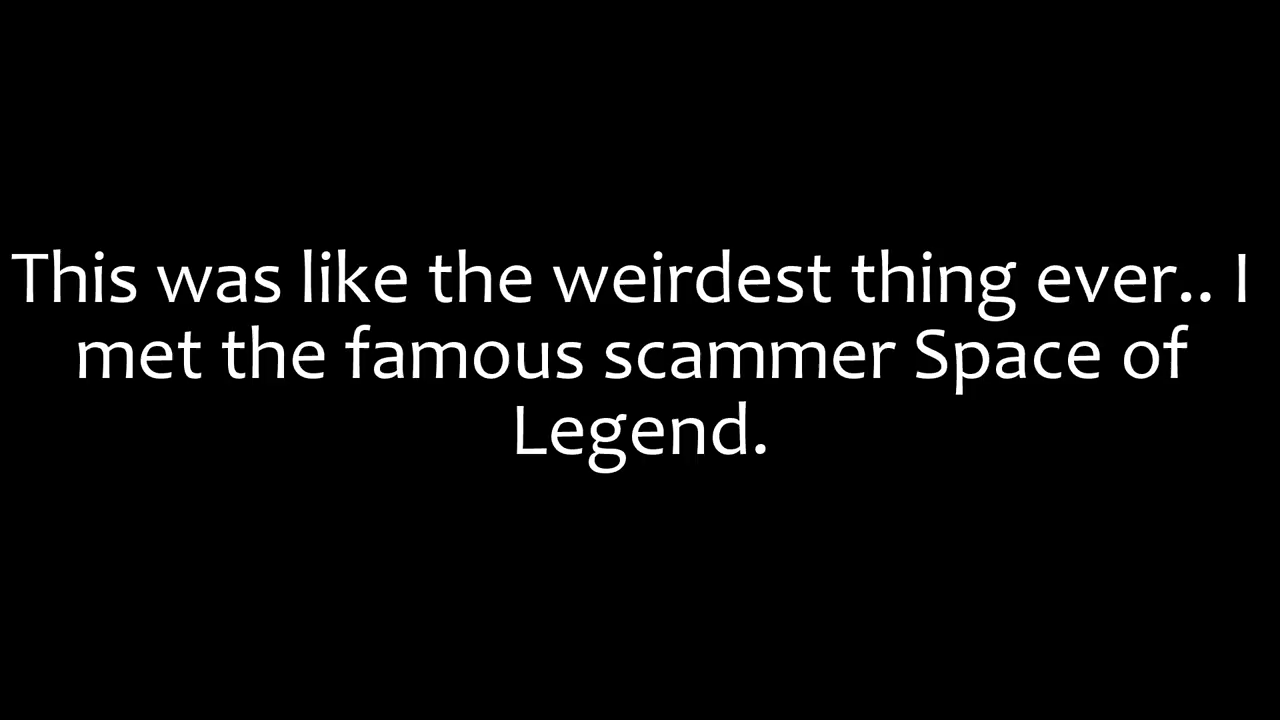 This was like the weirdest thing ever.. I
met the famous scammer Space of
Legend.